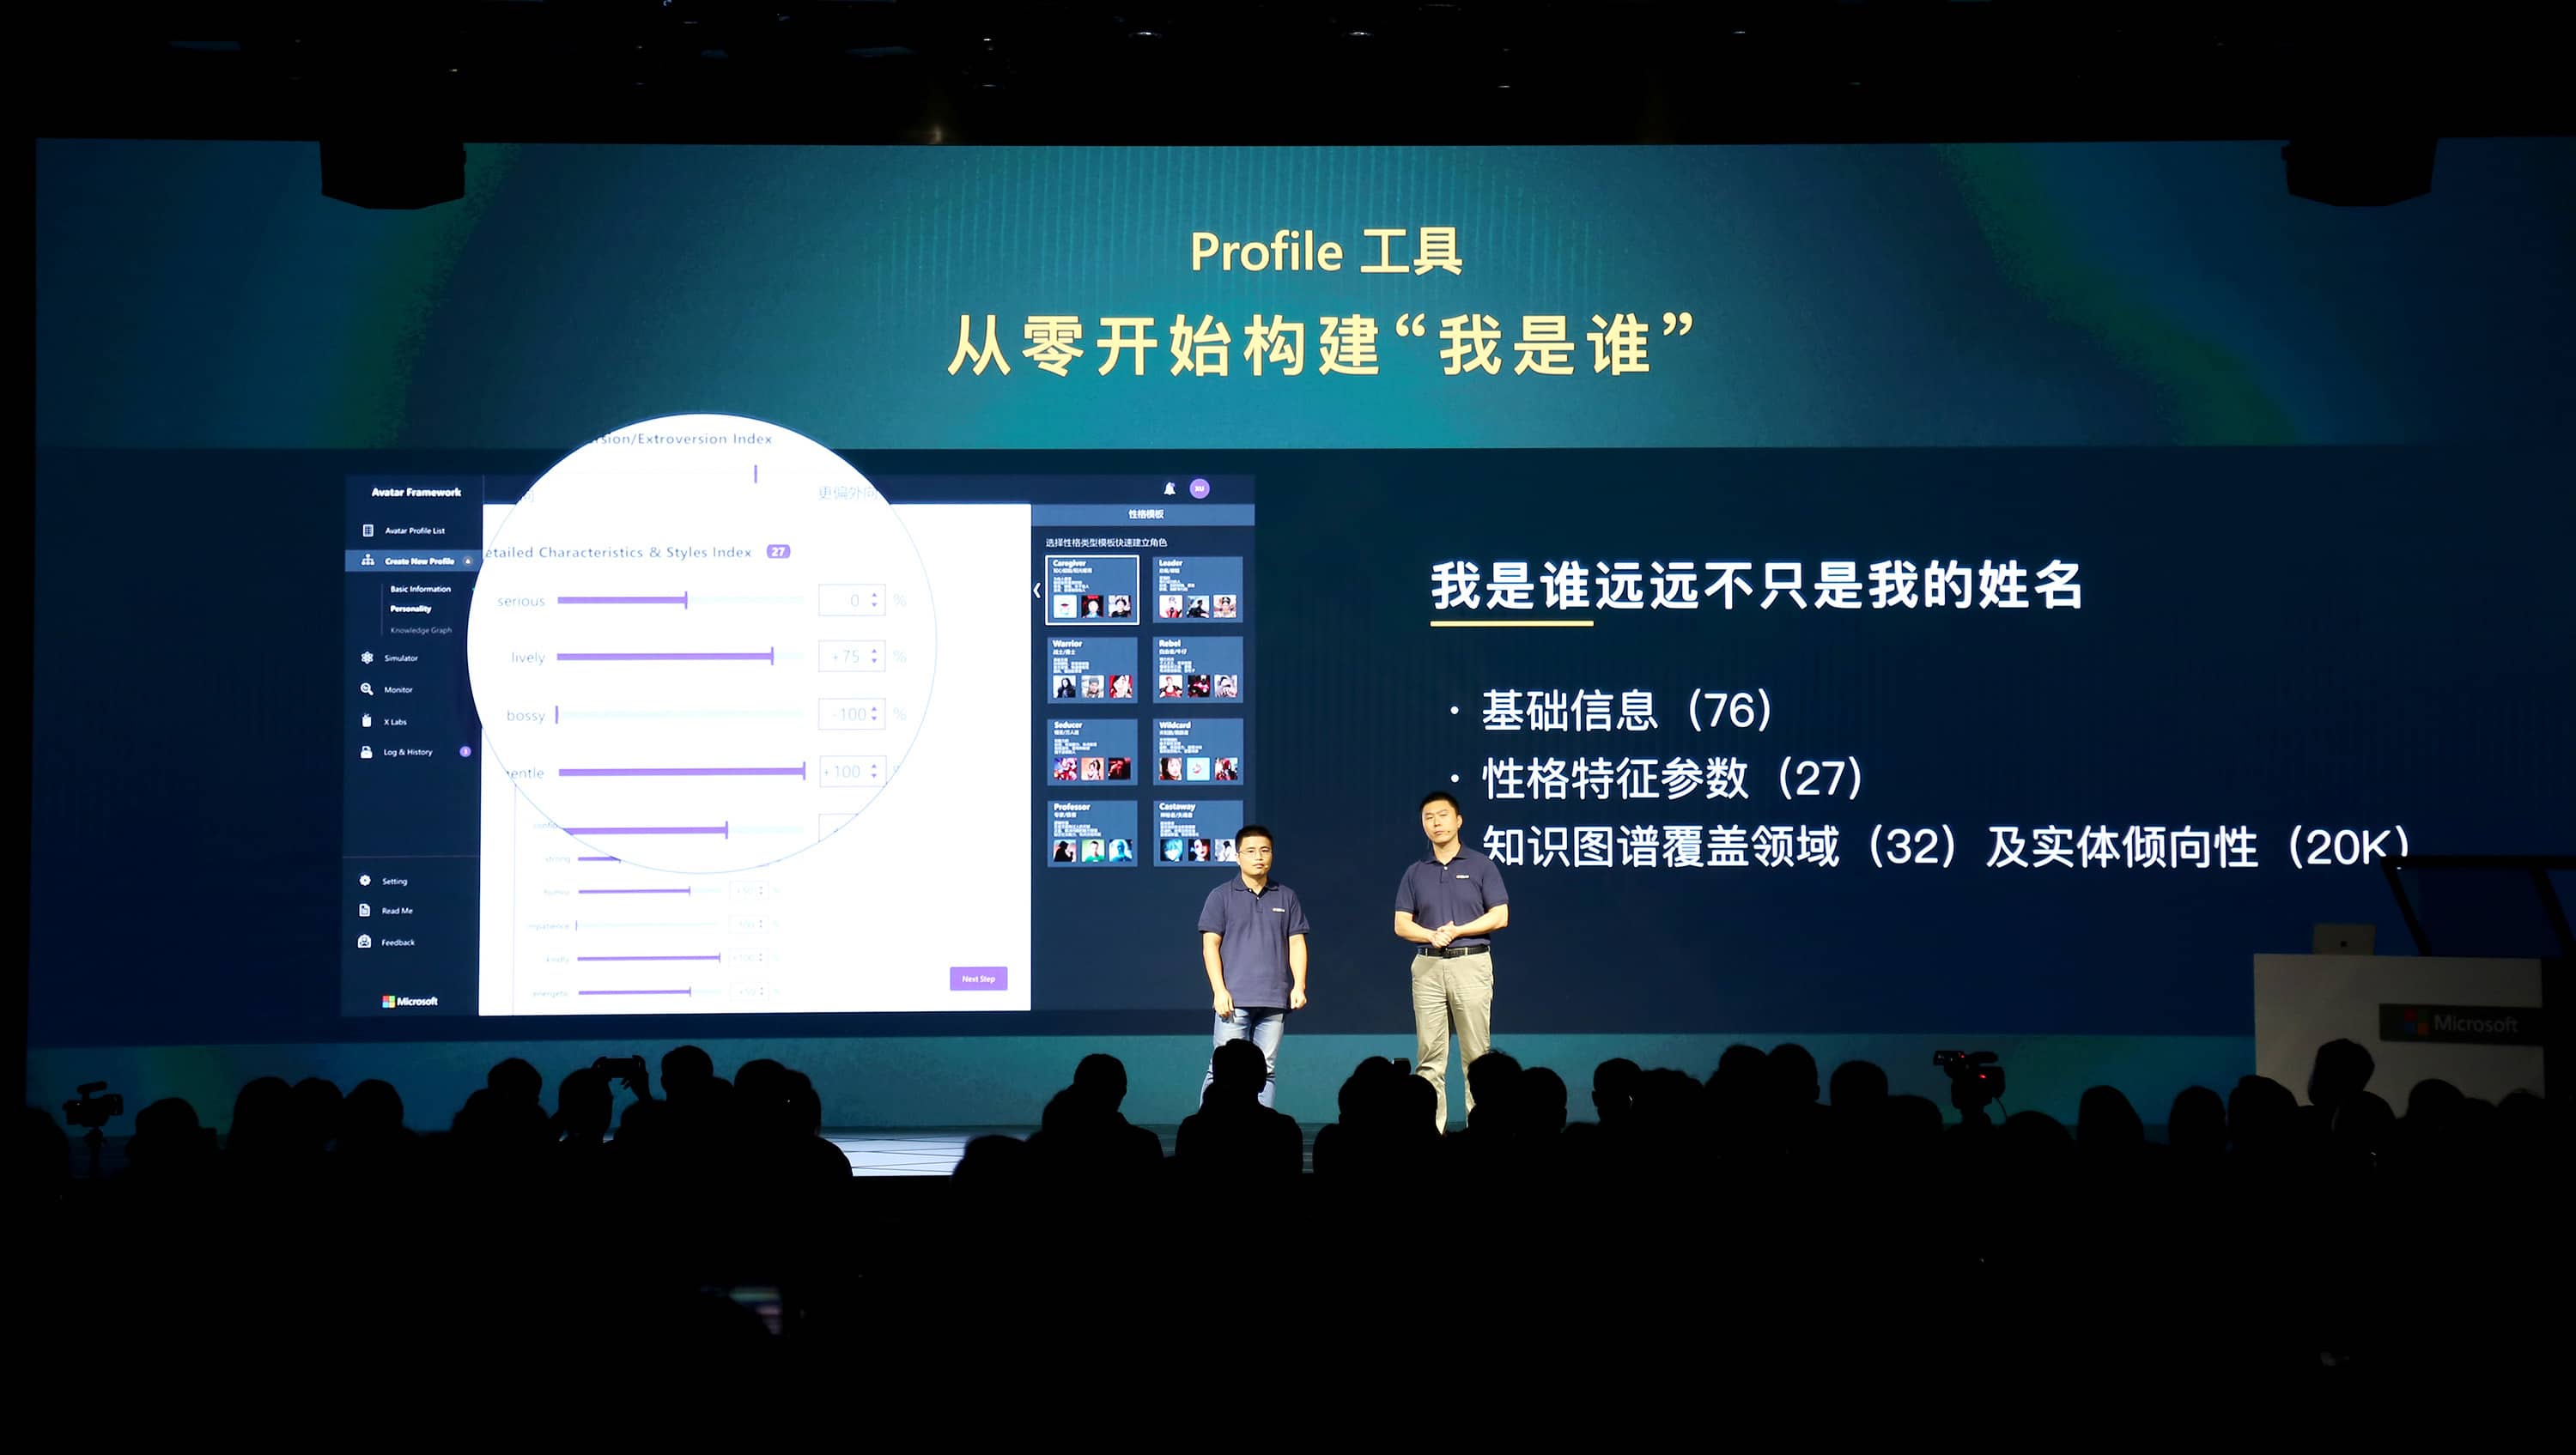 Profile 工具
从零开始构建“我是谁”
Avatar Framework
Avatar Profile List
Create New Profile
Basic Information
Personality
Knowledge Graph
Simulator
Monitor
X Labs
Log & History
Setting
Read Me
Feedback
Microsoft
sion/Extroversion Index
更偏外向
etailed Characteristics & Styles Index 27
serious 0 %
lively +75 %
bossy -100 %
entle +100
strong
Next Step
性格模板
选择性格类型模板快速建立角色
Caregiver
Leader
Warrior
Rebel
Seducer
Wildcard
Professor
Castaway
我是谁远远不只是我的姓名
· 基础信息（76）
· 性格特征参数（27）
知识图谱覆盖领域（32）及实体倾向性（20K）
Microsoft